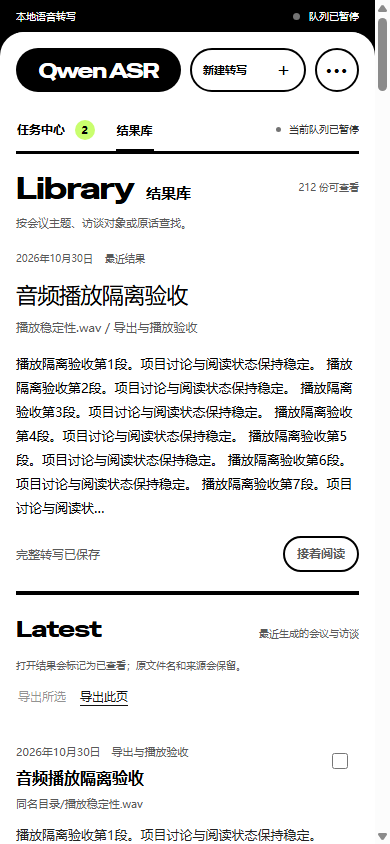 本地语音转写
队列已暂停
Qwen ASR
新建转写 +
任务中心 2
结果库
当前队列已暂停
Library 结果库
212 份可查看
按会议主题、访谈对象或原话查找。
2026年10月30日 最近结果
音频播放隔离验收
播放稳定性.wav / 导出与播放验收
播放隔离验收第1段。项目讨论与阅读状态保持稳定。 播放
隔离验收第2段。项目讨论与阅读状态保持稳定。 播放隔离
验收第3段。项目讨论与阅读状态保持稳定。 播放隔离验收
第4段。项目讨论与阅读状态保持稳定。 播放隔离验收第5
段。项目讨论与阅读状态保持稳定。 播放隔离验收第6段。
项目讨论与阅读状态保持稳定。 播放隔离验收第7段。项目
讨论与阅读状...
完整转写已保存
接着阅读
Latest
最近生成的会议与访谈
打开结果会标记为已查看；原文件名和来源会保留。
导出所选 导出此页
2026年10月30日 导出与播放验收
音频播放隔离验收
同名目录/播放稳定性.wav
播放隔离验收第1段。项目讨论与阅读状态保持稳定。